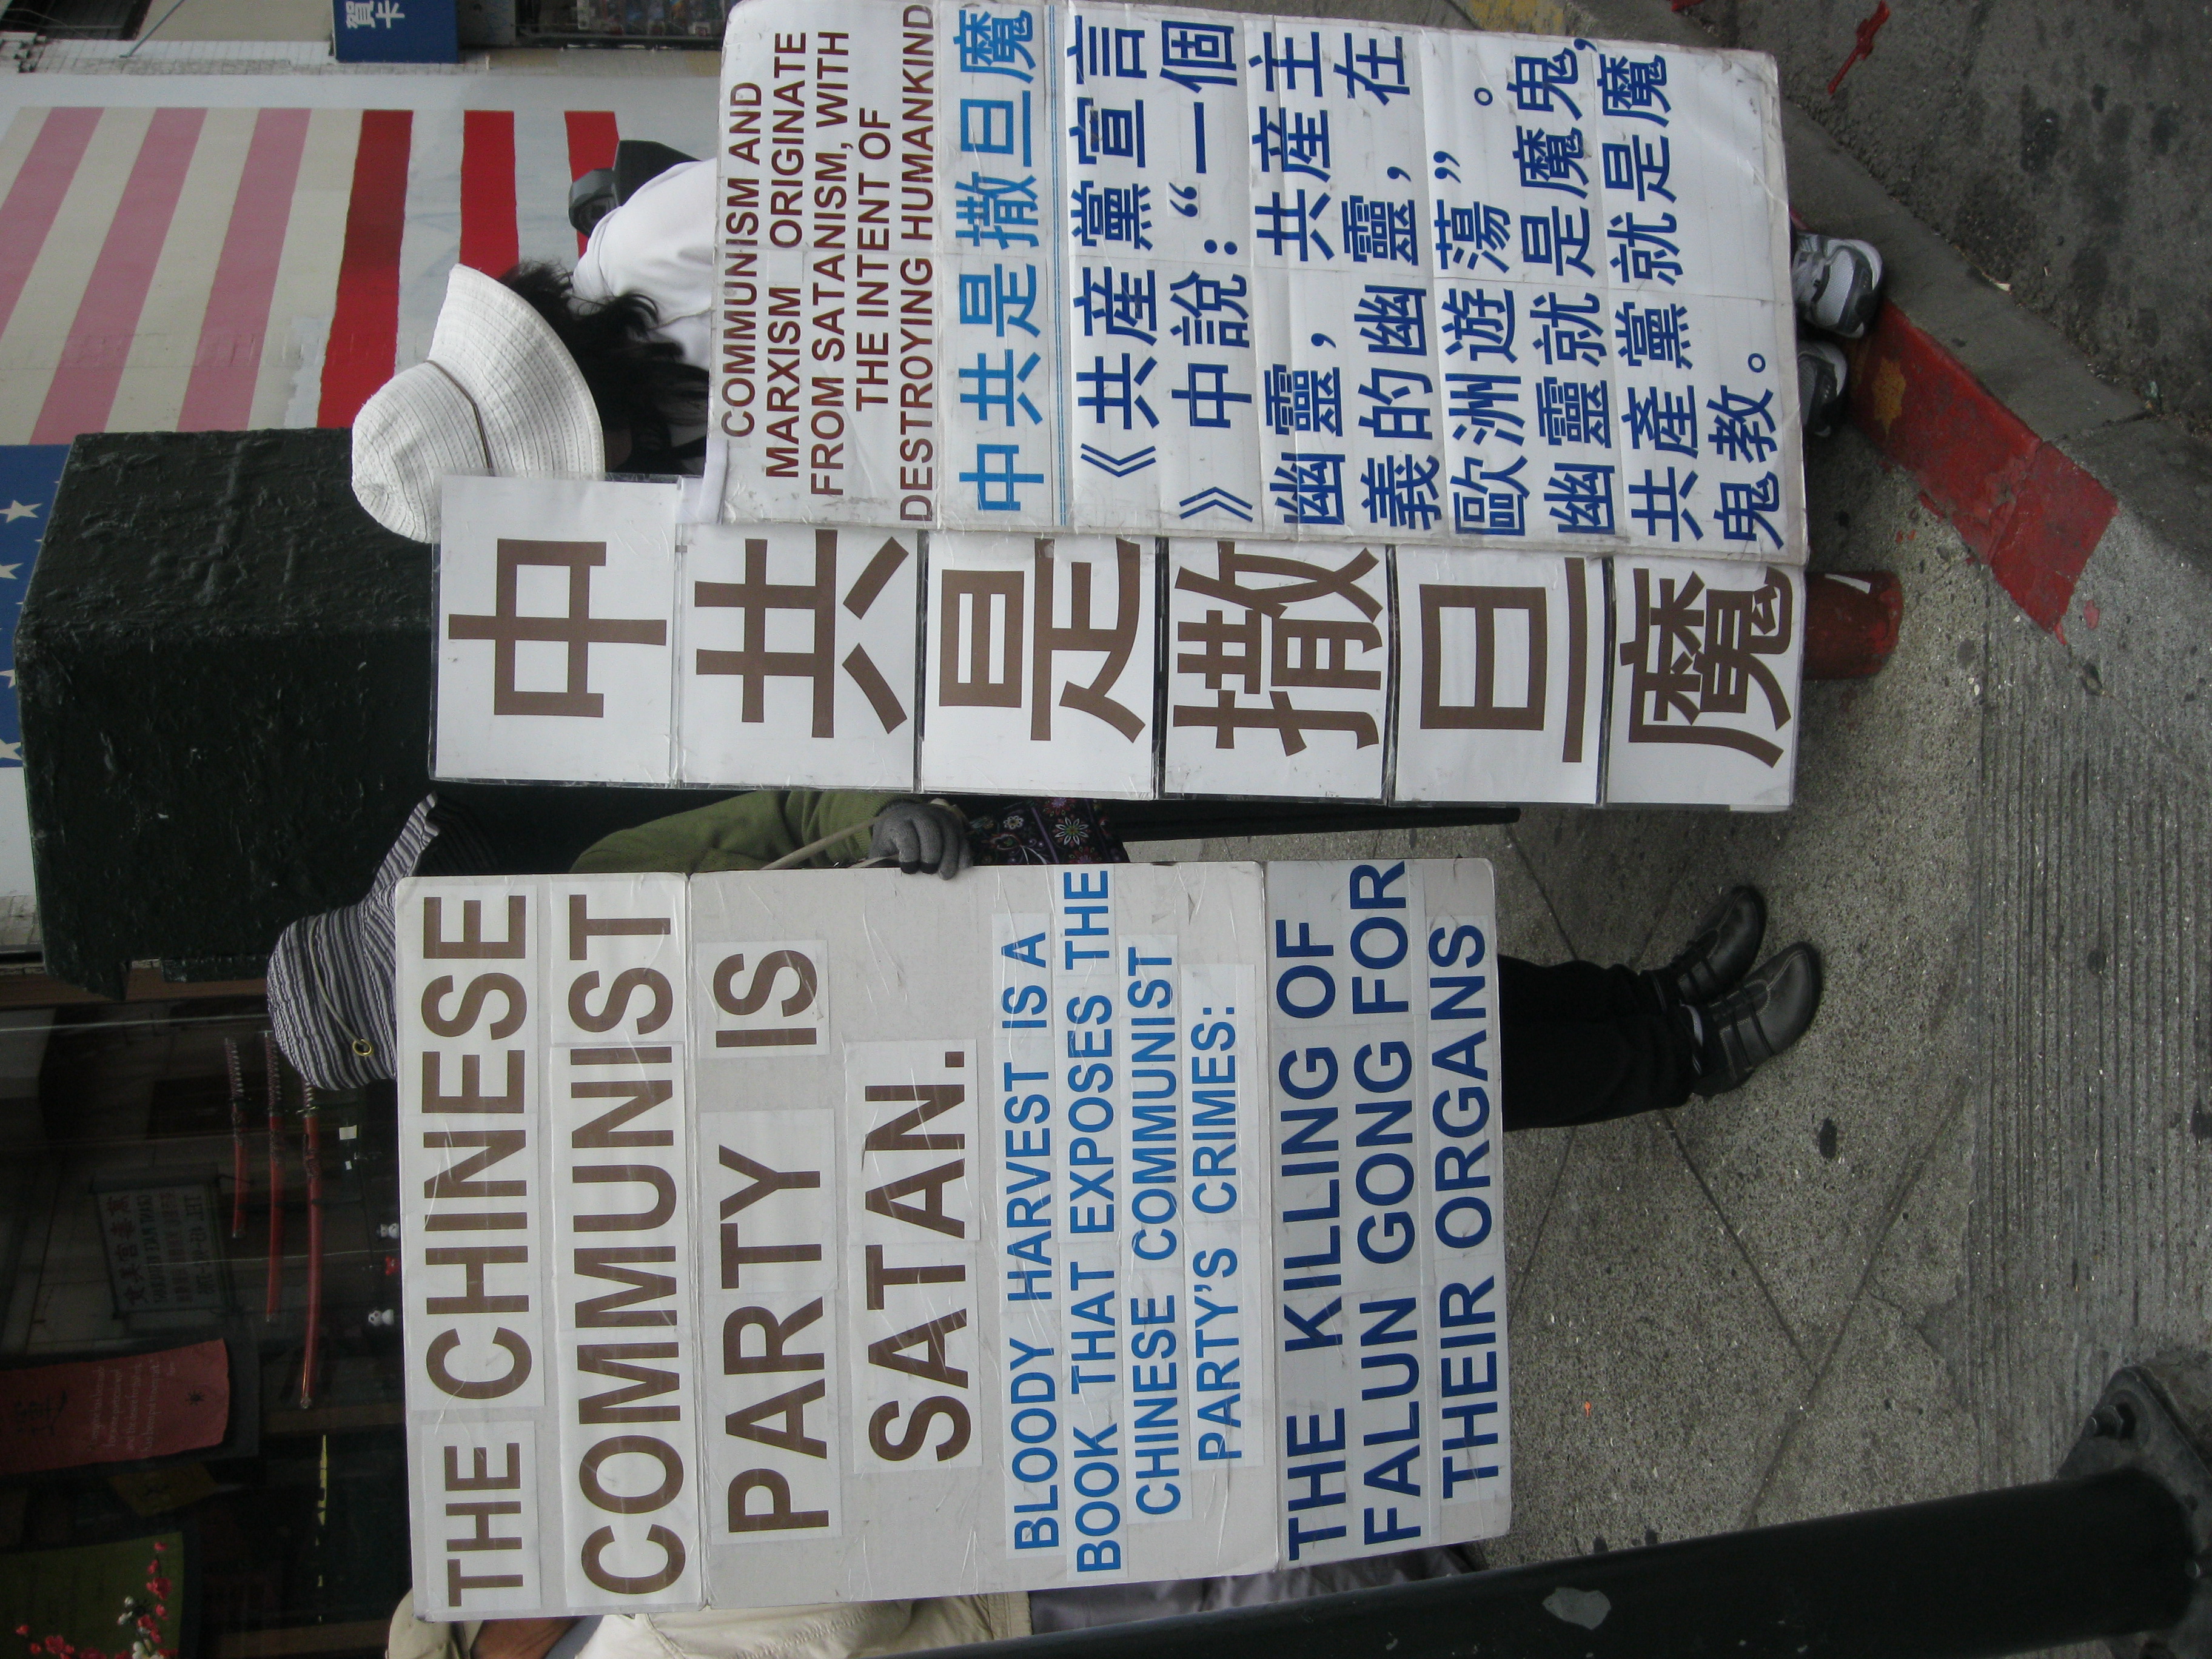 THE CHINESE
COMMUNIST
PARTY IS
SATAN.
BLOODY HARVEST IS A
BOOK THAT EXPOSES THE
CHINESE COMMUNIST
PARTY'S CRIMES:
THE KILLING OF
FALUN GONG FOR
THEIR ORGANS
中
共
是
撒
旦
魔
COMMUNISM AND
MARXISM ORIGINATE
FROM SATANISM, WITH
THE INTENT OF
DESTROYING HUMANKIND
中共是撒旦魔
《共産黨宣言
》中說：“一個
幽靈，共産主
義的幽靈，在
歐洲遊蕩”。
幽靈就是魔鬼，
共產黨就是魔
鬼教。
賀卡